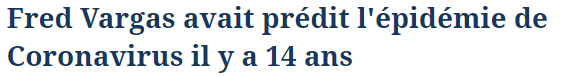 Fred Vargas avait prédit l'épidémie de
Coronavirus il y a 14 ans